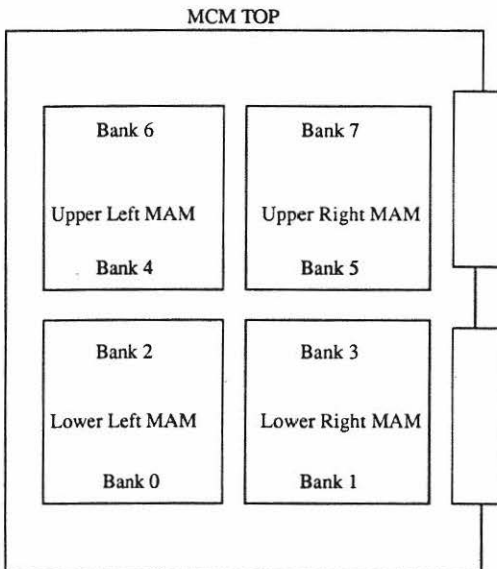 MCM TOP
Bank 6
Upper Left MAM
Bank 4
Bank 7
Upper Right MAM
Bank 5
Bank 2
Lower Left MAM
Bank 0
Bank 3
Lower Right MAM
Bank 1